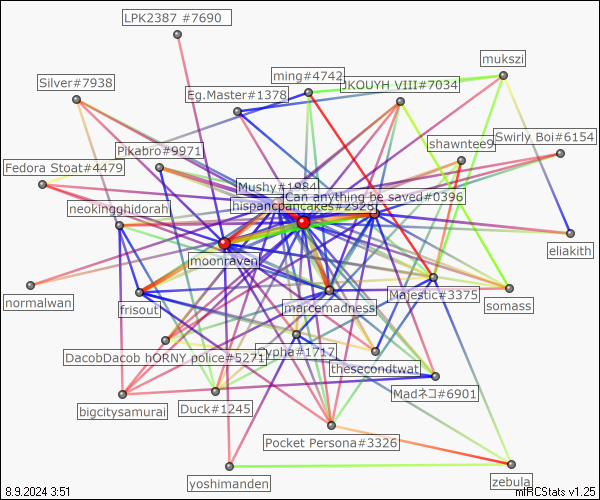 LPK2387 #7690
mukszi
ming#4742
Silver#7938
JKOUYH VIII#7034
Eg.Master#1378
shawntee9
Swirly Boi#6154
Pikabro#9971
Fedora Stoat#4479
Mushy#1984
Can anything be saved#0396
neokingghidorah
hispanicpancakes#2928
eliakith
moonraven
normalwan
frisout
marcemadness
Majestic#3375
somass
DacobDacob hORNY police#5271
Cypha#1717
thesecondtwat
Madネコ#6901
bigcitysamurai
Duck#1245
Pocket Persona#3326
yoshimanden
zebula
8.9.2024 3:51
mIRCStats v1.25